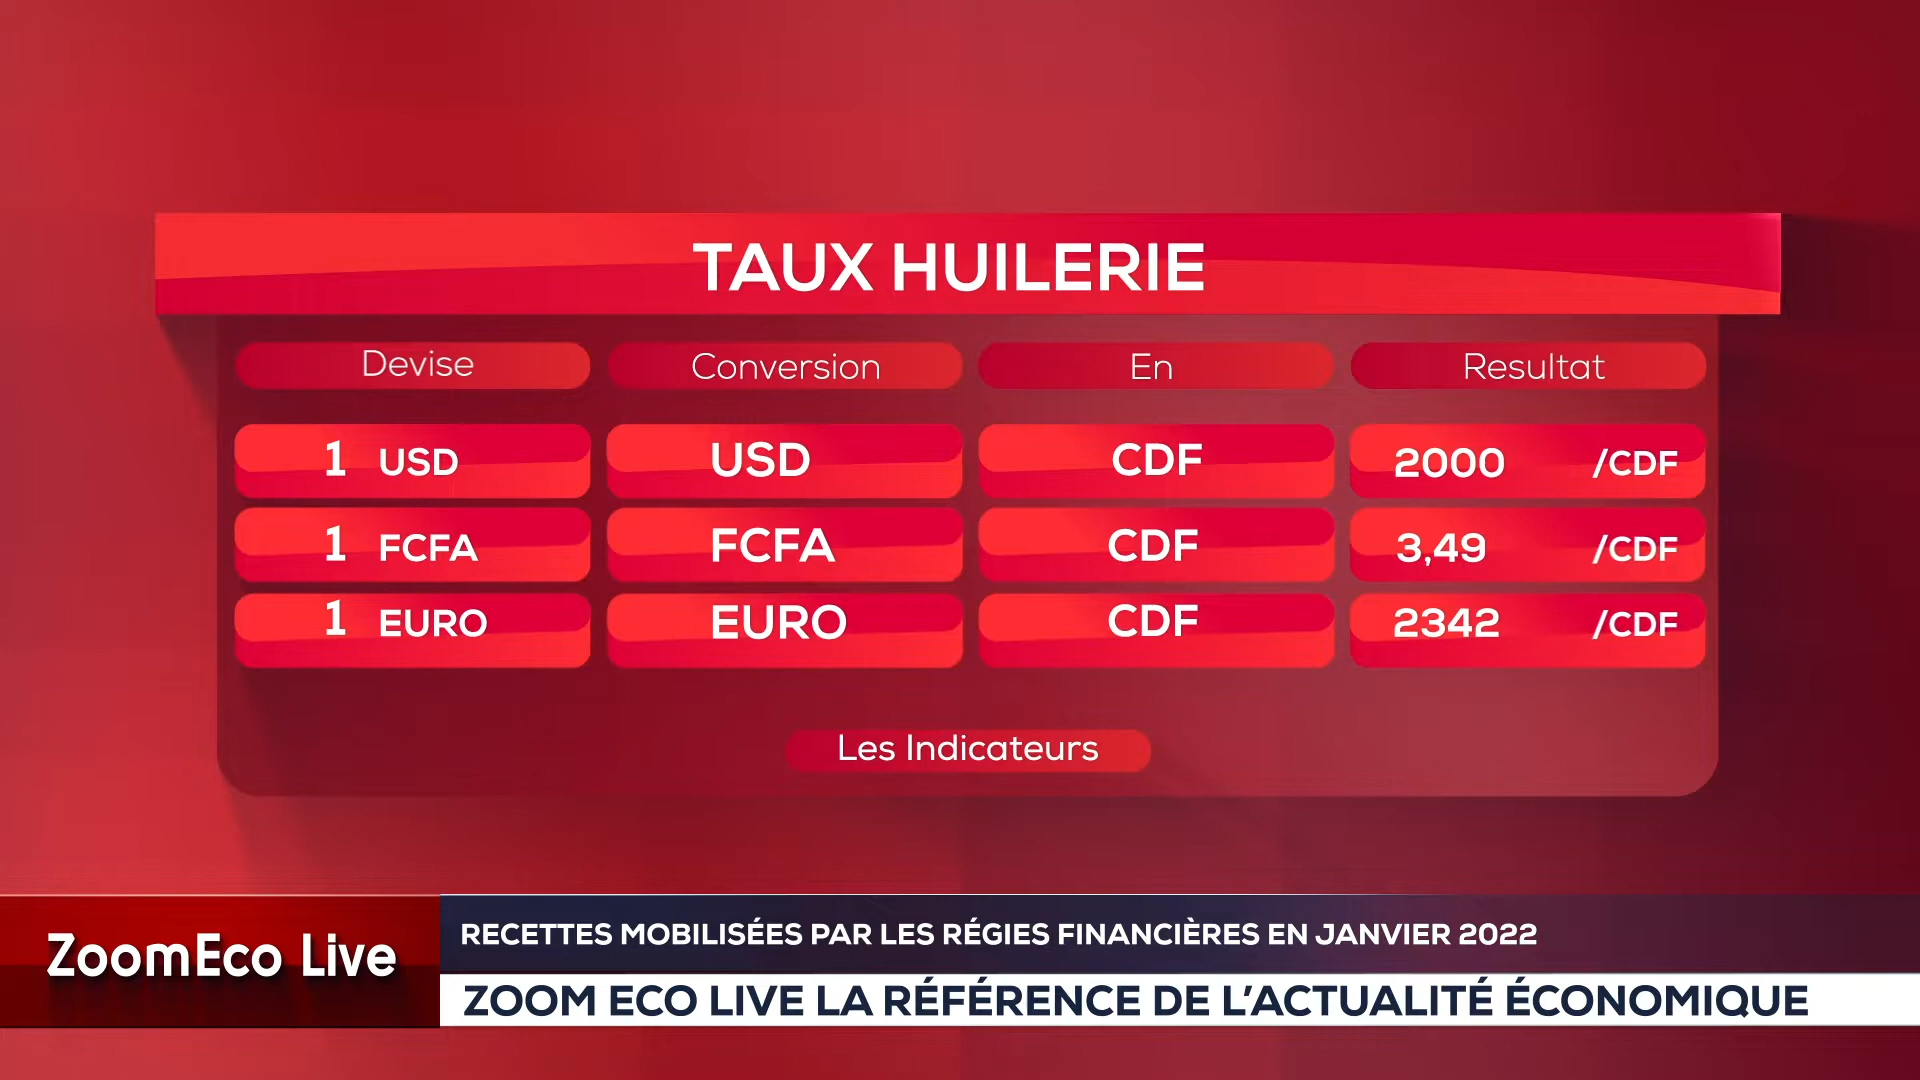 TAUX HUILERIE
Devise Conversion En Resultat
1 USD USD CDF 2000 /CDF
1 FCFA FCFA CDF 3,49 /CDF
1 EURO EURO CDF 2342 /CDF
Les Indicateurs
ZoomEco Live
RECETTES MOBILISÉES PAR LES RÉGIES FINANCIÈRES EN JANVIER 2022
ZOOM ECO LIVE LA RÉFÉRENCE DE L'ACTUALITÉ ÉCONOMIQUE